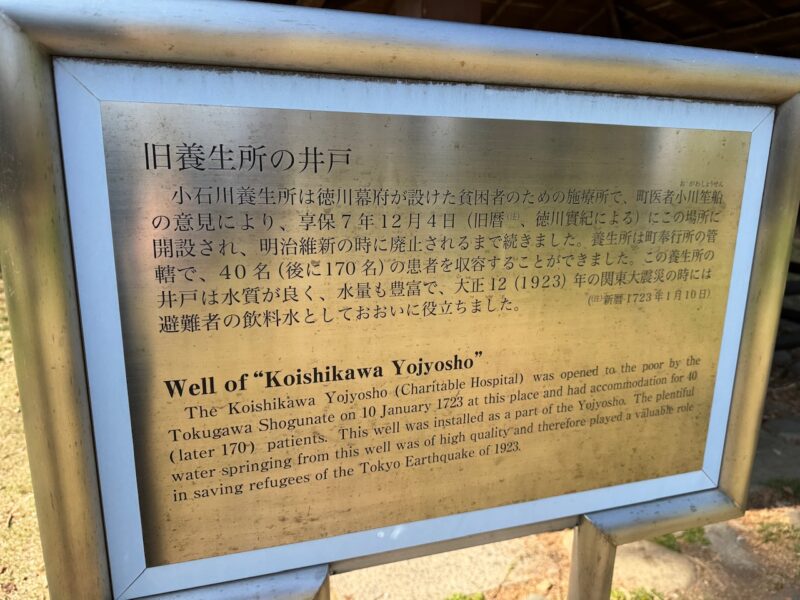 旧養生所の井戸
おがわしょうせん
小石川養生所は徳川幕府が設けた貧困者のための施療所で、町医者小川笙船
の意見により、享保7年12月4日(旧暦(注)、徳川實紀による)にこの場所に
開設され、明治維新の時に廃止されるまで続きました。養生所は町奉行所の管
轄で、40名(後に170名)の患者を収容することができました。この養生所の
井戸は水質が良く、水量も豊富で、大正12(1923)年の関東大震災の時には
避難者の飲料水としておおいに役立ちました。
((注)新暦1723年1月10日)
Well of "Koishikawa Yojyosho"
The Koishikawa Yojyosho (Charitable Hospital) was opened to the poor by the
Tokugawa Shogunate on 10 January 1723 at this place and had accommodation for 40
(later 170) patients. This well was installed as a part of the Yojyosho. The plentiful
water springing from this well was of high quality and therefore played a valuable role
in saving refugees of the Tokyo Earthquake of 1923.